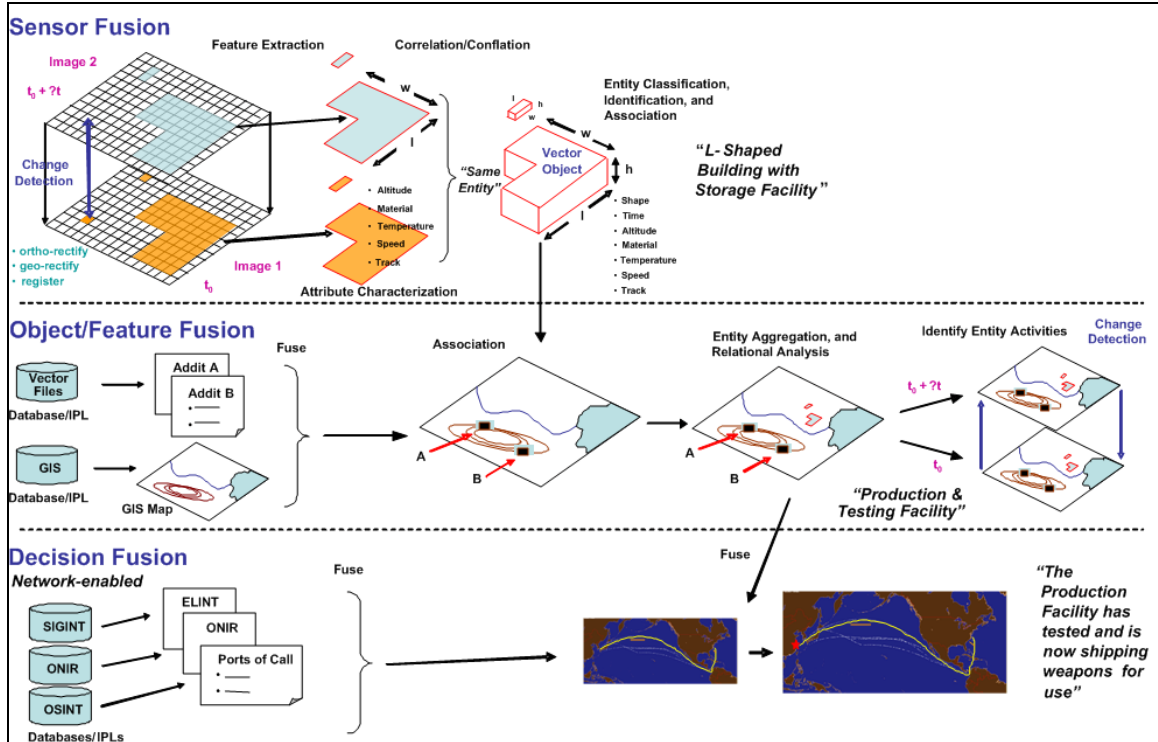 Sensor Fusion
Feature Extraction
Correlation/Conflation
Image 2
t0 + ?t
Change
Detection
• ortho-rectify
• geo-rectify
• register
Image 1
t0
w
l
• Altitude
• Material
• Temperature
• Speed
• Track
Attribute Characterization
“Same
Entity”
l
h
w
Entity Classification,
Identification, and
Association
w
Vector
Object
h
l
• Shape
• Time
• Altitude
• Material
• Temperature
• Speed
• Track
“L- Shaped
Building with
Storage Facility”
Object/Feature Fusion
Vector
Files
Database/IPL
Addit A
Addit B
GIS
Database/IPL
GIS Map
Fuse
Association
A
B
Entity Aggregation, and
Relational Analysis
A
B
Identify Entity Activities
Change
Detection
t0 + ?t
t0
“Production &
Testing Facility”
Decision Fusion
Network-enabled
SIGINT
ONIR
OSINT
Databases/IPLs
ELINT
ONIR
Ports of Call
Fuse
Fuse
“The
Production
Facility has
tested and is
now shipping
weapons for
use”